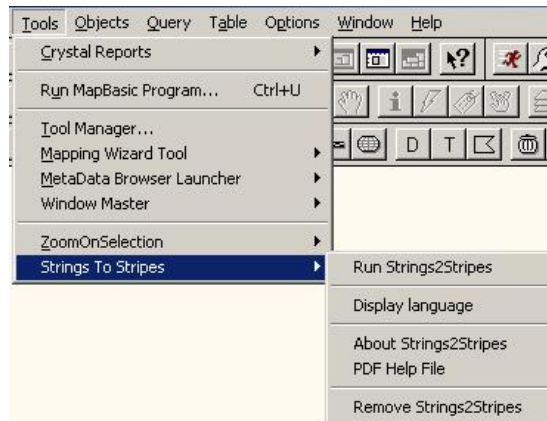 Tools Objects Query Table Options Window Help
Crystal Reports
Run MapBasic Program... Ctrl+U
Tool Manager...
Mapping Wizard Tool
MetaData Browser Launcher
Window Master
ZoomOnSelection
Strings To Stripes
D T
Run Strings2Stripes
Display language
About Strings2Stripes
PDF Help File
Remove Strings2Stripes